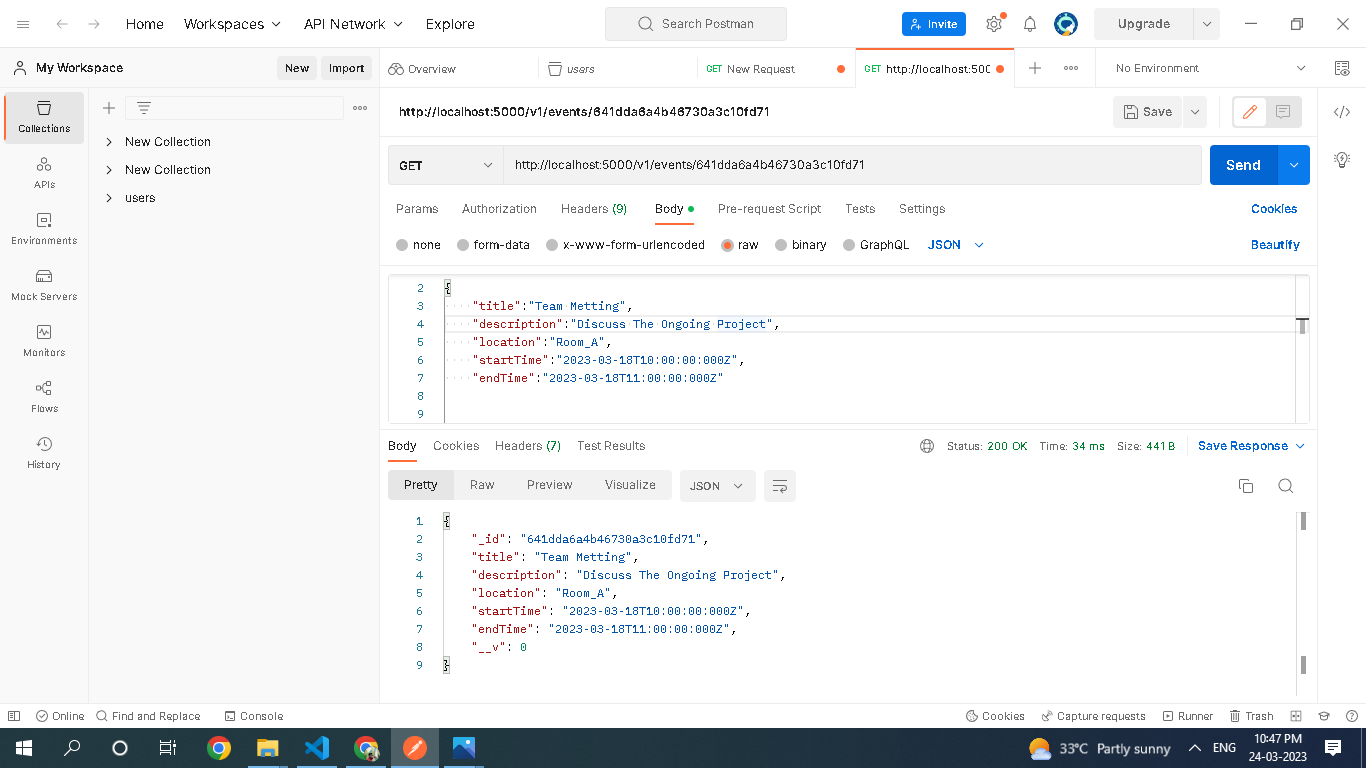 Home Workspaces API Network Explore Search Postman Invite Upgrade
My Workspace New Import Overview users GET New Request GET http://localhost:500 No Environment
http://localhost:5000/v1/events/641dda6a4b46730a3c10fd71 Save
Collections
APIs
Environments
Mock Servers
Monitors
Flows
History
New Collection
New Collection
users
GET http://localhost:5000/v1/events/641dda6a4b46730a3c10fd71 Send
Params Authorization Headers (9) Body Pre-request Script Tests Settings Cookies
none form-data x-www-form-urlencoded raw binary GraphQL JSON Beautify
2 {
3 "title":"Team Metting",
4 "description":"Discuss The Ongoing Project",
5 "location":"Room_A",
6 "startTime":"2023-03-18T10:00:00:000Z",
7 "endTime":"2023-03-18T11:00:00:000Z"
8
9
Body Cookies Headers (7) Test Results Status: 200 OK Time: 34 ms Size: 441 B Save Response
Pretty Raw Preview Visualize JSON
1 {
2 "_id": "641dda6a4b46730a3c10fd71",
3 "title": "Team Metting",
4 "description": "Discuss The Ongoing Project",
5 "location": "Room_A",
6 "startTime": "2023-03-18T10:00:00:000Z",
7 "endTime": "2023-03-18T11:00:00:000Z",
8 "__v": 0
9 }
Online Find and Replace Console Cookies Capture requests Runner Trash
33°C Partly sunny ENG 10:47 PM
24-03-2023